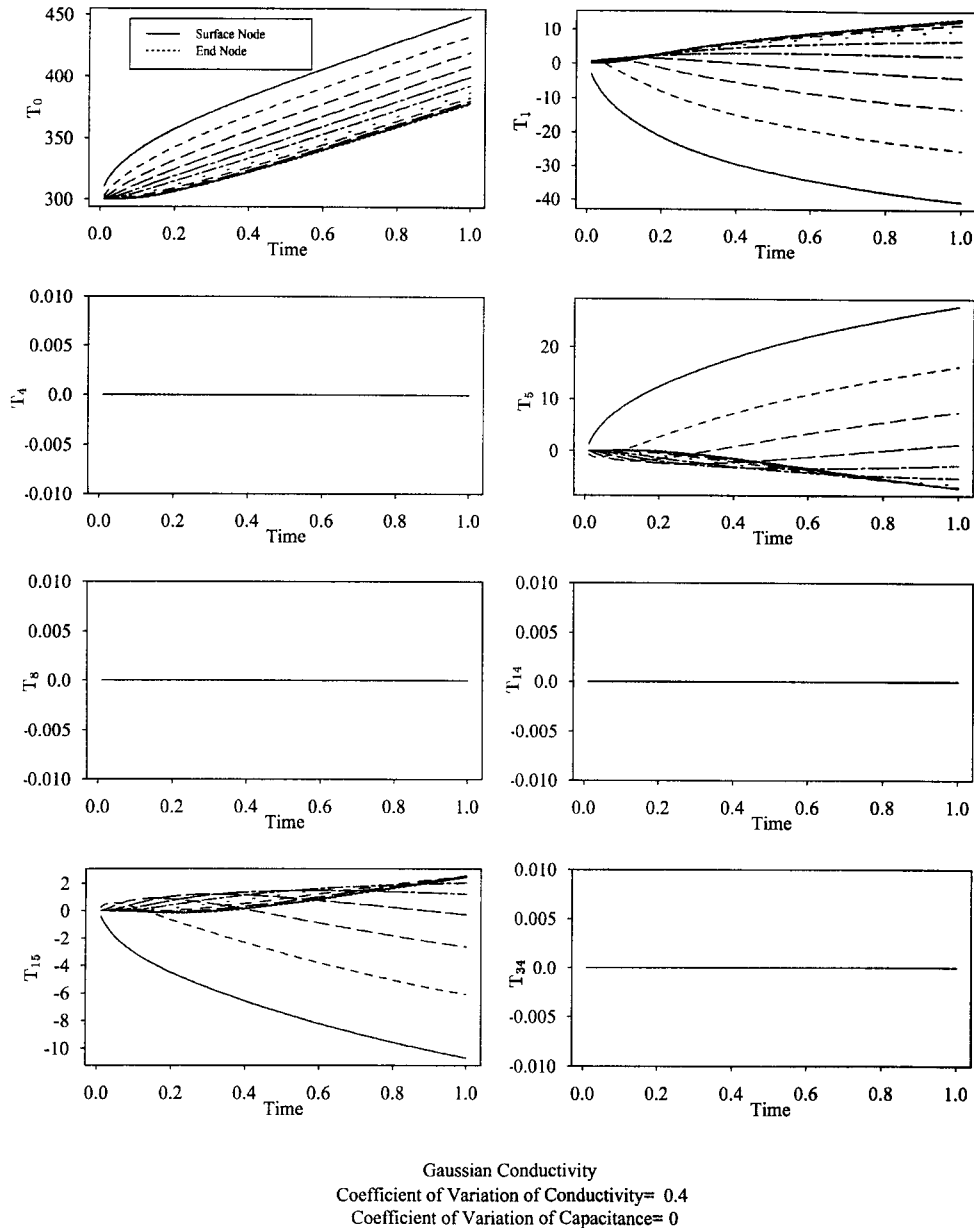 450
400
350
300
T0
Surface Node
End Node
0.0 0.2 0.4 0.6 0.8 1.0
Time
10
0
-10
-20
-30
-40
T1
0.0 0.2 0.4 0.6 0.8 1.0
Time
0.010
0.005
0.0
-0.005
-0.010
T4
0.0 0.2 0.4 0.6 0.8 1.0
Time
20
10
0
T5
0.0 0.2 0.4 0.6 0.8 1.0
Time
0.010
0.005
0.0
-0.005
-0.010
T8
0.0 0.2 0.4 0.6 0.8 1.0
Time
0.010
0.005
0.0
-0.005
-0.010
T14
0.0 0.2 0.4 0.6 0.8 1.0
Time
2
0
-2
-4
-6
-8
-10
T15
0.0 0.2 0.4 0.6 0.8 1.0
Time
0.010
0.005
0.0
-0.005
-0.010
T34
0.0 0.2 0.4 0.6 0.8 1.0
Time
Gaussian Conductivity
Coefficient of Variation of Conductivity= 0.4
Coefficient of Variation of Capacitance= 0